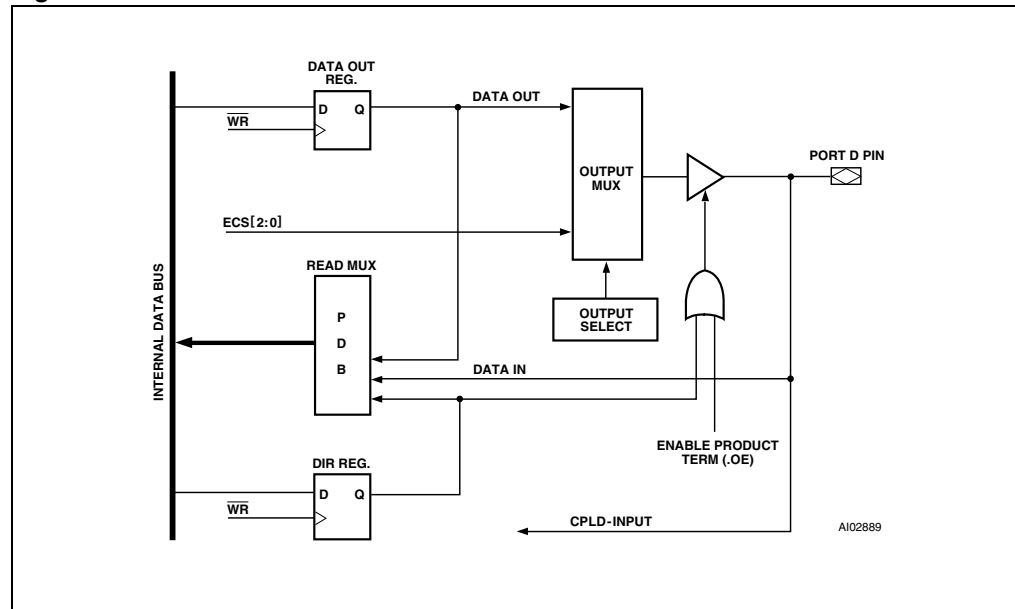 DATA OUT
REG.
D Q
WR
DATA OUT
OUTPUT
MUX
PORT D PIN
ECS[2:0]
READ MUX
P
D
B
OUTPUT
SELECT
INTERNAL DATA BUS
DATA IN
ENABLE PRODUCT
TERM (.OE)
DIR REG.
D Q
WR
CPLD-INPUT
AI02889